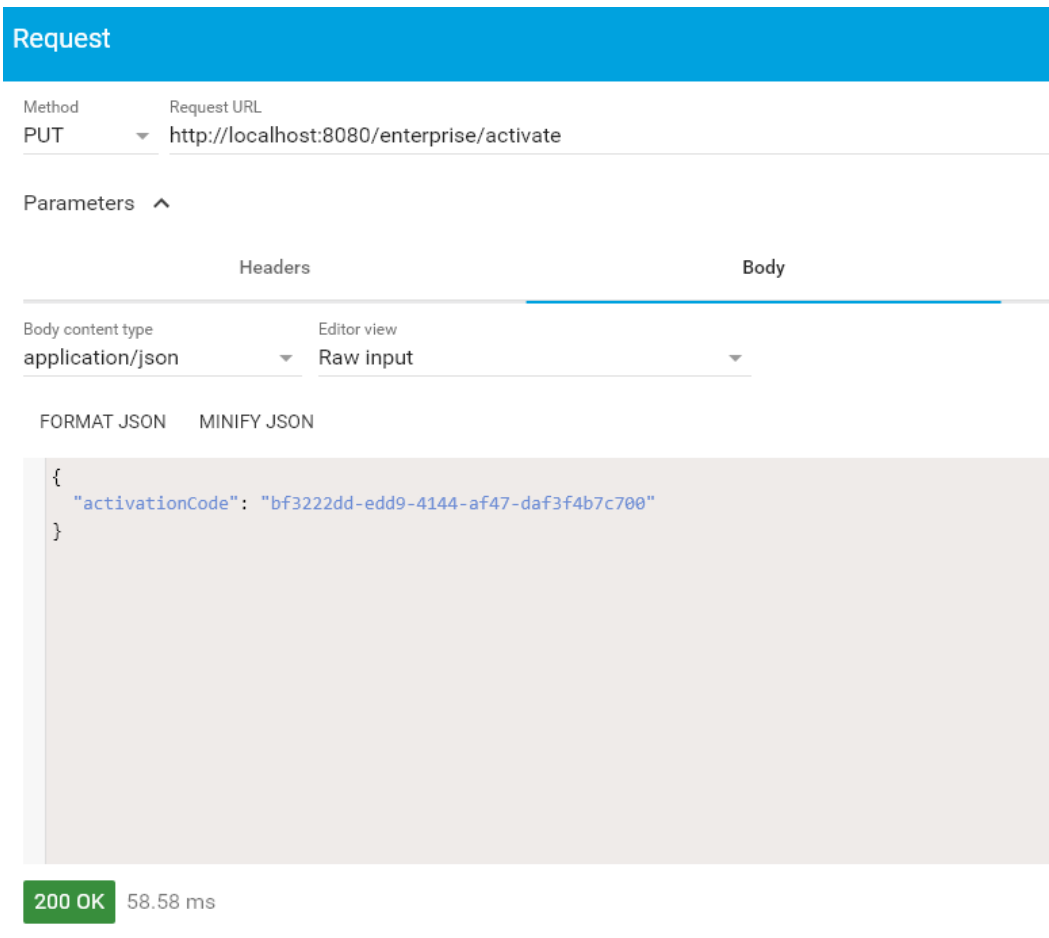 Request
Method Request URL
PUT http://localhost:8080/enterprise/activate
Parameters
Headers Body
Body content type Editor view
application/json Raw input
FORMAT JSON MINIFY JSON
{
"activationCode": "bf3222dd-edd9-4144-af47-daf3f4b7c700"
}
200 OK 58.58 ms